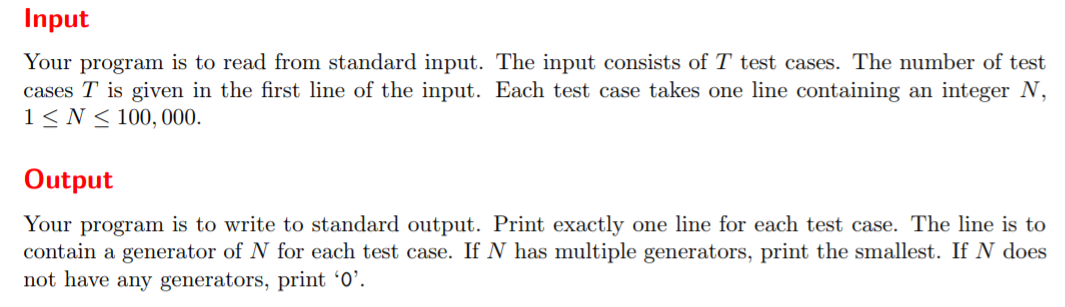 Input
Your program is to read from standard input. The input consists of T test cases. The number of test
cases T is given in the first line of the input. Each test case takes one line containing an integer N,
1 ≤ N ≤ 100, 000.
Output
Your program is to write to standard output. Print exactly one line for each test case. The line is to
contain a generator of N for each test case. If N has multiple generators, print the smallest. If N does
not have any generators, print ‘0’.